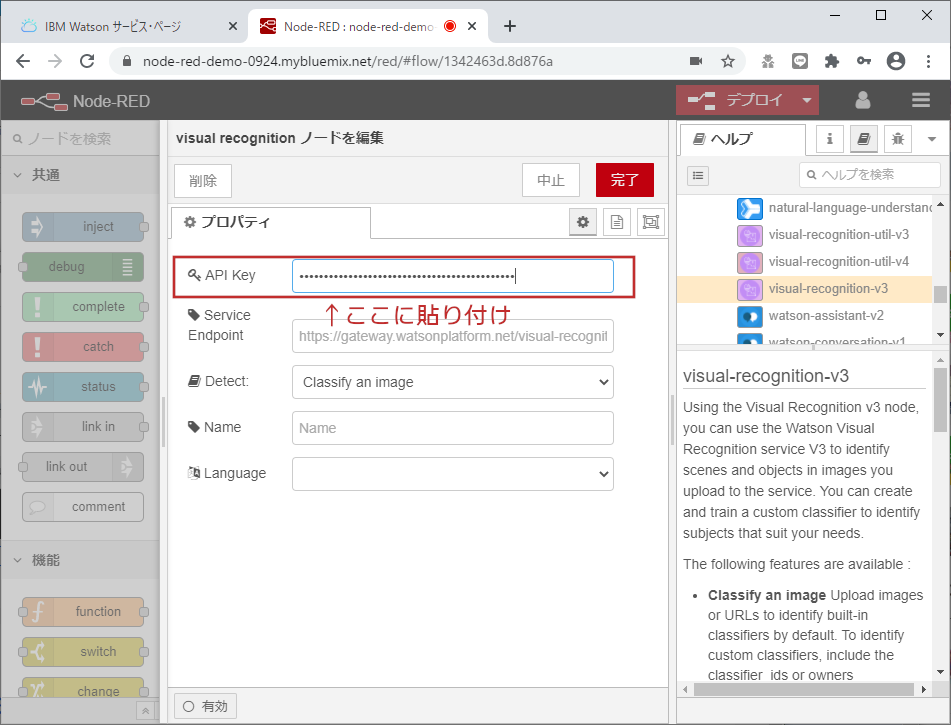 IBM Watson サービス・ページ
Node-RED : node-red-demo
node-red-demo-0924.mybluemix.net/red/#flow/1342463d.8d876a
Node-RED
デプロイ
ノードを検索
共通
inject
debug
complete
catch
status
link in
link out
comment
機能
function
switch
change
visual recognition ノードを編集
削除
中止
完了
プロパティ
API Key
••••••••••••••••••••••••••••••••••••••••••••
↑ここに貼り付け
Service
Endpoint
https://gateway.watsonplatform.net/visual-recognit
Detect:
Classify an image
Name
Name
Language
有効
ヘルプ
ヘルプを検索
natural-language-understand
visual-recognition-util-v3
visual-recognition-util-v4
visual-recognition-v3
watson-assistant-v2
watson-conversation-v1
visual-recognition-v3
Using the Visual Recognition v3 node,
you can use the Watson Visual
Recognition service V3 to identify
scenes and objects in images you
upload to the service. You can create
and train a custom classifier to identify
subjects that suit your needs.
The following features are available :
• Classify an image Upload images
or URLs to identify built-in
classifiers by default. To identify
custom classifiers, include the
classifier_ids or owners